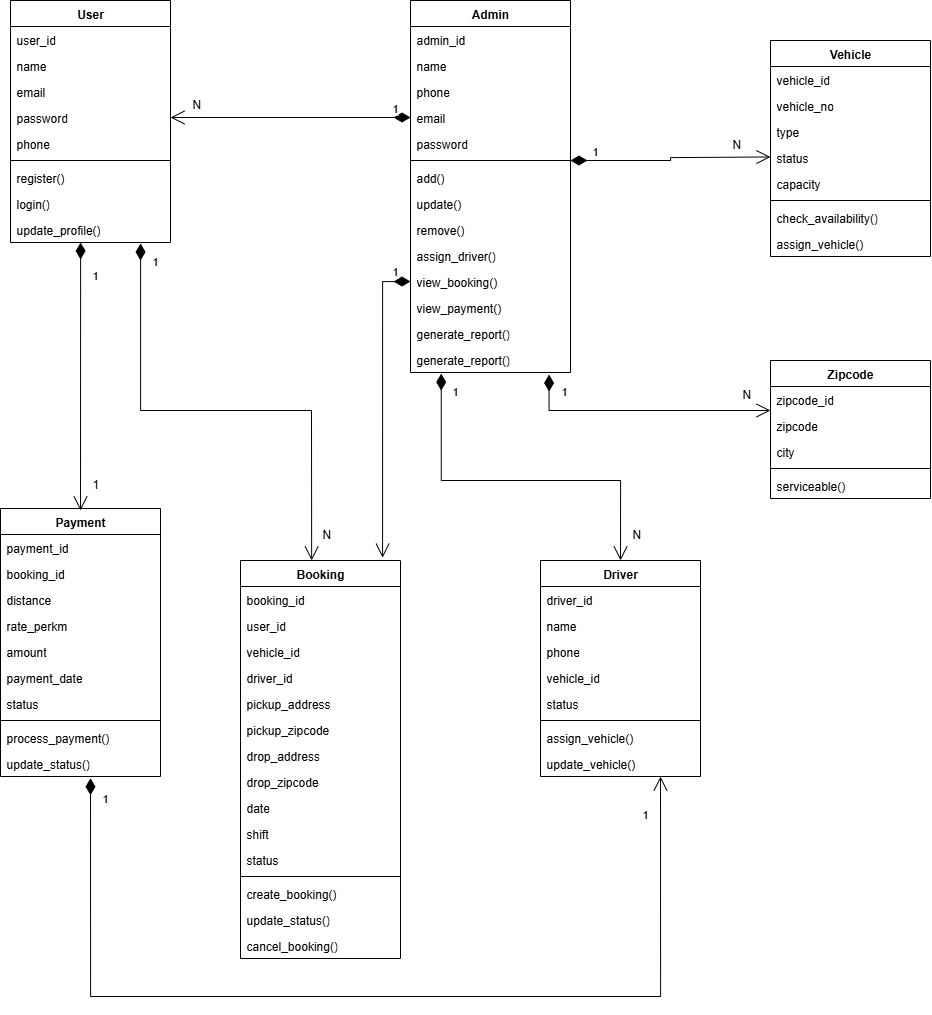 User
user_id
name
email
password
phone
register()
login()
update_profile()
1
1
N
1
Admin
admin_id
name
phone
email
password
add()
update()
remove()
assign_driver()
view_booking()
view_payment()
generate_report()
generate_report()
1
1
1
1
N
Vehicle
vehicle_id
vehicle_no
type
status
capacity
check_availability()
assign_vehicle()
N
Zipcode
zipcode_id
zipcode
city
serviceable()
1
Payment
payment_id
booking_id
distance
rate_perkm
amount
payment_date
status
process_payment()
update_status()
1
N
Booking
booking_id
user_id
vehicle_id
driver_id
pickup_address
pickup_zipcode
drop_address
drop_zipcode
date
shift
status
create_booking()
update_status()
cancel_booking()
N
Driver
driver_id
name
phone
vehicle_id
status
assign_vehicle()
update_vehicle()
1